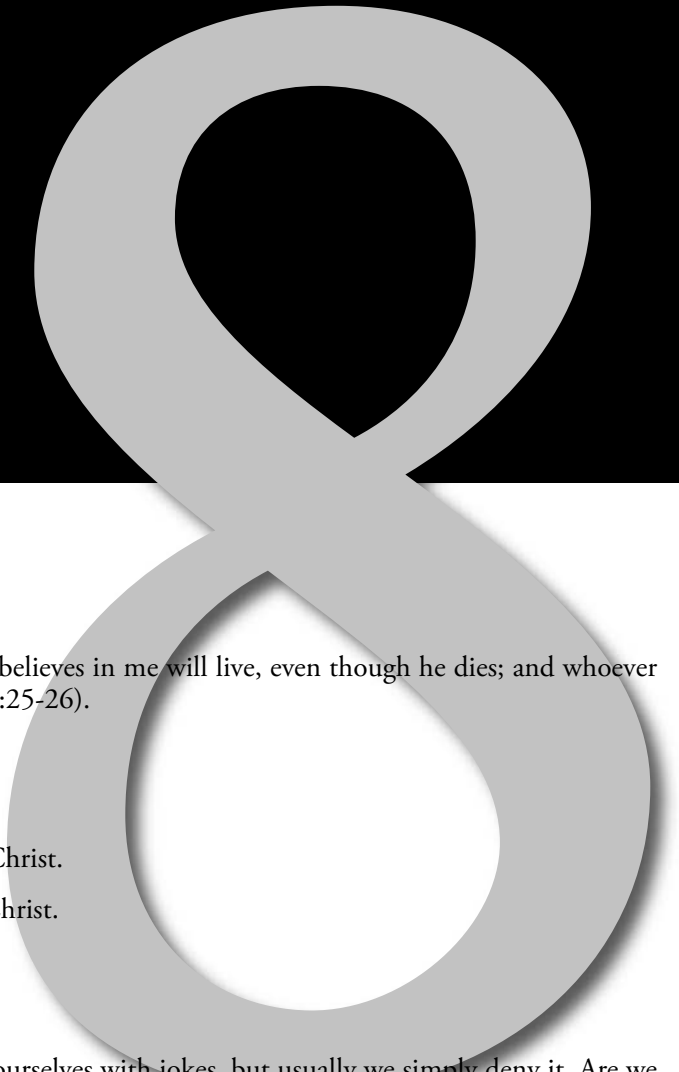 8
believes in me will live, even though he dies; and whoever
:25-26).
Christ.
hrist.
ourselves with jokes, but usually we simply deny it. Are we